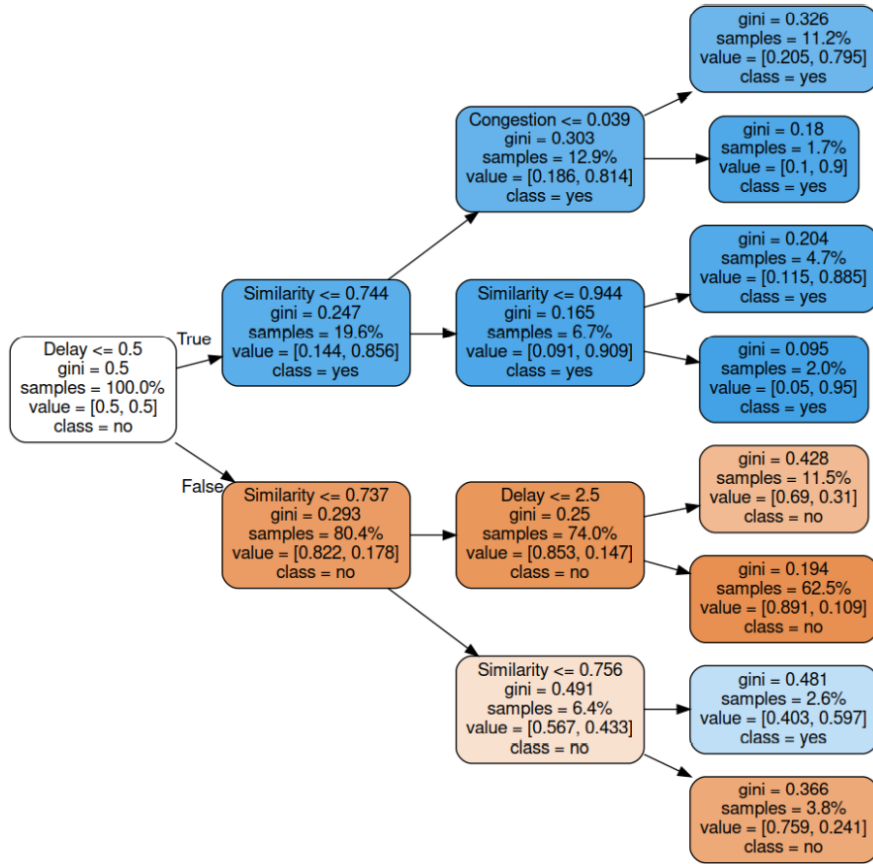 Delay <= 0.5
gini = 0.5
samples = 100.0%
value = [0.5, 0.5]
class = no
True
False
Similarity <= 0.744
gini = 0.247
samples = 19.6%
value = [0.144, 0.856]
class = yes
Similarity <= 0.737
gini = 0.293
samples = 80.4%
value = [0.822, 0.178]
class = no
Congestion <= 0.039
gini = 0.303
samples = 12.9%
value = [0.186, 0.814]
class = yes
Similarity <= 0.944
gini = 0.165
samples = 6.7%
value = [0.091, 0.909]
class = yes
Delay <= 2.5
gini = 0.25
samples = 74.0%
value = [0.853, 0.147]
class = no
Similarity <= 0.756
gini = 0.491
samples = 6.4%
value = [0.567, 0.433]
class = no
gini = 0.326
samples = 11.2%
value = [0.205, 0.795]
class = yes
gini = 0.18
samples = 1.7%
value = [0.1, 0.9]
class = yes
gini = 0.204
samples = 4.7%
value = [0.115, 0.885]
class = yes
gini = 0.095
samples = 2.0%
value = [0.05, 0.95]
class = yes
gini = 0.428
samples = 11.5%
value = [0.69, 0.31]
class = no
gini = 0.194
samples = 62.5%
value = [0.891, 0.109]
class = no
gini = 0.481
samples = 2.6%
value = [0.403, 0.597]
class = yes
gini = 0.366
samples = 3.8%
value = [0.759, 0.241]
class = no